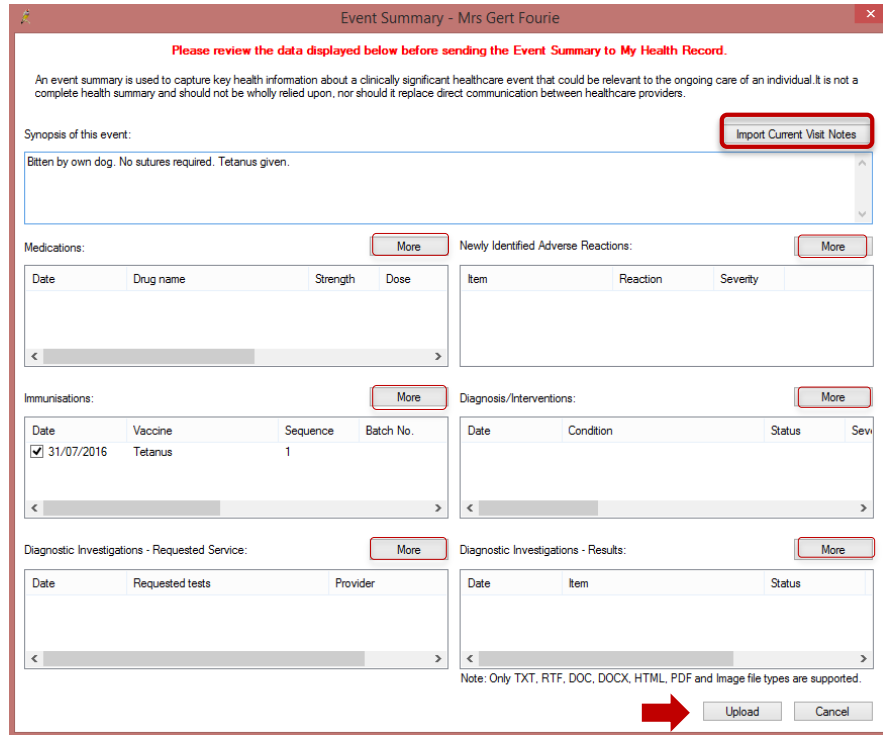 Event Summary - Mrs Gert Fourie
Please review the data displayed below before sending the Event Summary to My Health Record.
An event summary is used to capture key health information about a clinically significant healthcare event that could be relevant to the ongoing care of an individual.It is not a
complete health summary and should not be wholly relied upon, nor should it replace direct communication between healthcare providers.
Synopsis of this event:
Import Current Visit Notes
Bitten by own dog. No sutures required. Tetanus given.
Medications:
More
Newly Identified Adverse Reactions:
More
Date Drug name Strength Dose
Item Reaction Severity
Immunisations:
More
Diagnosis/Interventions:
More
Date Vaccine Sequence Batch No.
31/07/2016 Tetanus 1
Date Condition Status Seve
Diagnostic Investigations - Requested Service:
More
Diagnostic Investigations - Results:
More
Date Requested tests Provider
Date Item Status
Note: Only TXT, RTF, DOC, DOCX, HTML, PDF and Image file types are supported.
Upload
Cancel